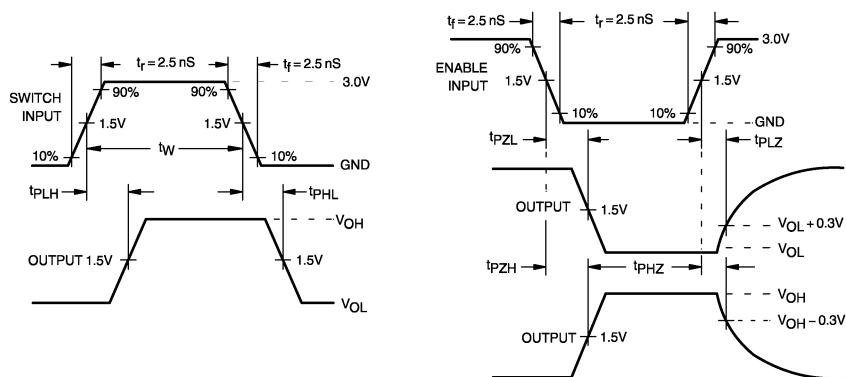 tr = 2.5 nS
tf = 2.5 nS
3.0V
90%
90%
SWITCH
INPUT
1.5V
1.5V
tW
10%
10%
GND
tPLH
tPHL
VOH
OUTPUT 1.5V
1.5V
VOL
tf = 2.5 nS
tr = 2.5 nS
3.0V
90%
90%
ENABLE
INPUT
1.5V
1.5V
10%
10%
GND
tPZL
tPLZ
OUTPUT
1.5V
VOL + 0.3V
VOL
tPZH
tPHZ
VOH
VOH – 0.3V
OUTPUT
1.5V